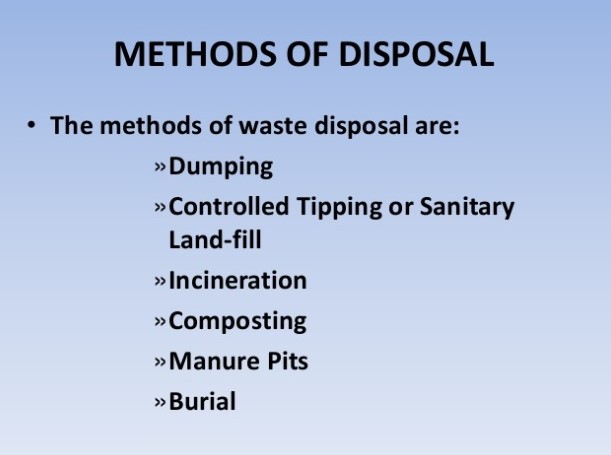 METHODS OF DISPOSAL
• The methods of waste disposal are:
»Dumping
»Controlled Tipping or Sanitary
Land-fill
»Incineration
»Composting
»Manure Pits
»Burial